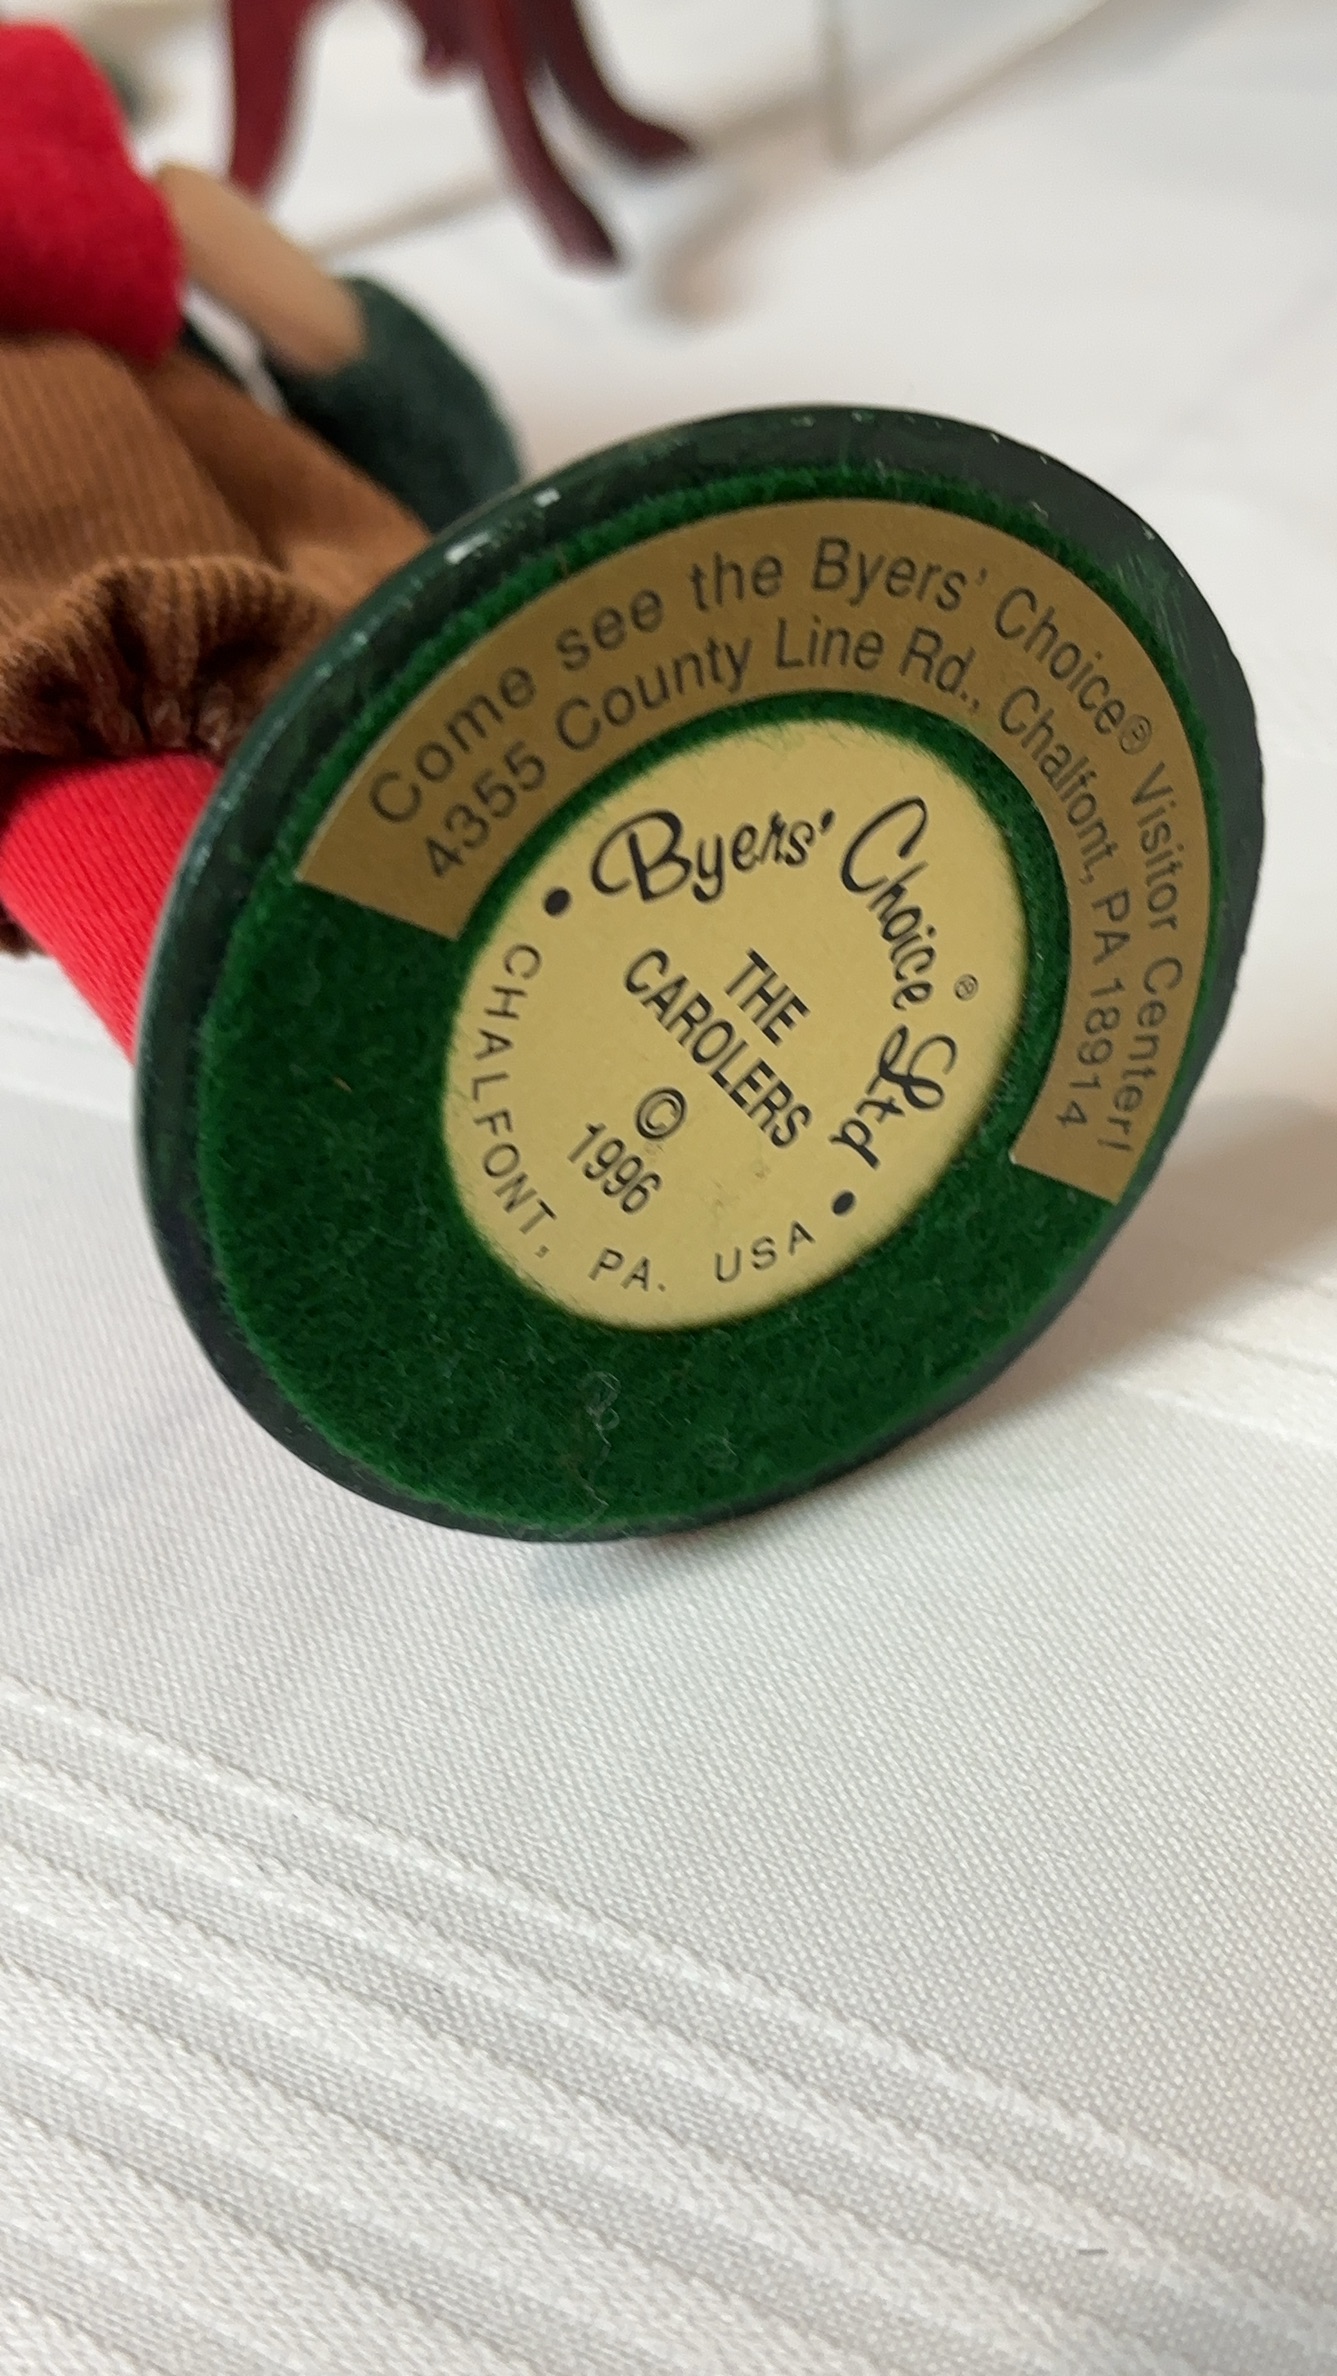 Come see the Byers' Choice® Visitor Center!
4355 County Line Rd., Chalfont, PA 18914
Byers' Choice® Ltd
THE
CAROLERS
©
1996
• CHALFONT, PA. USA •